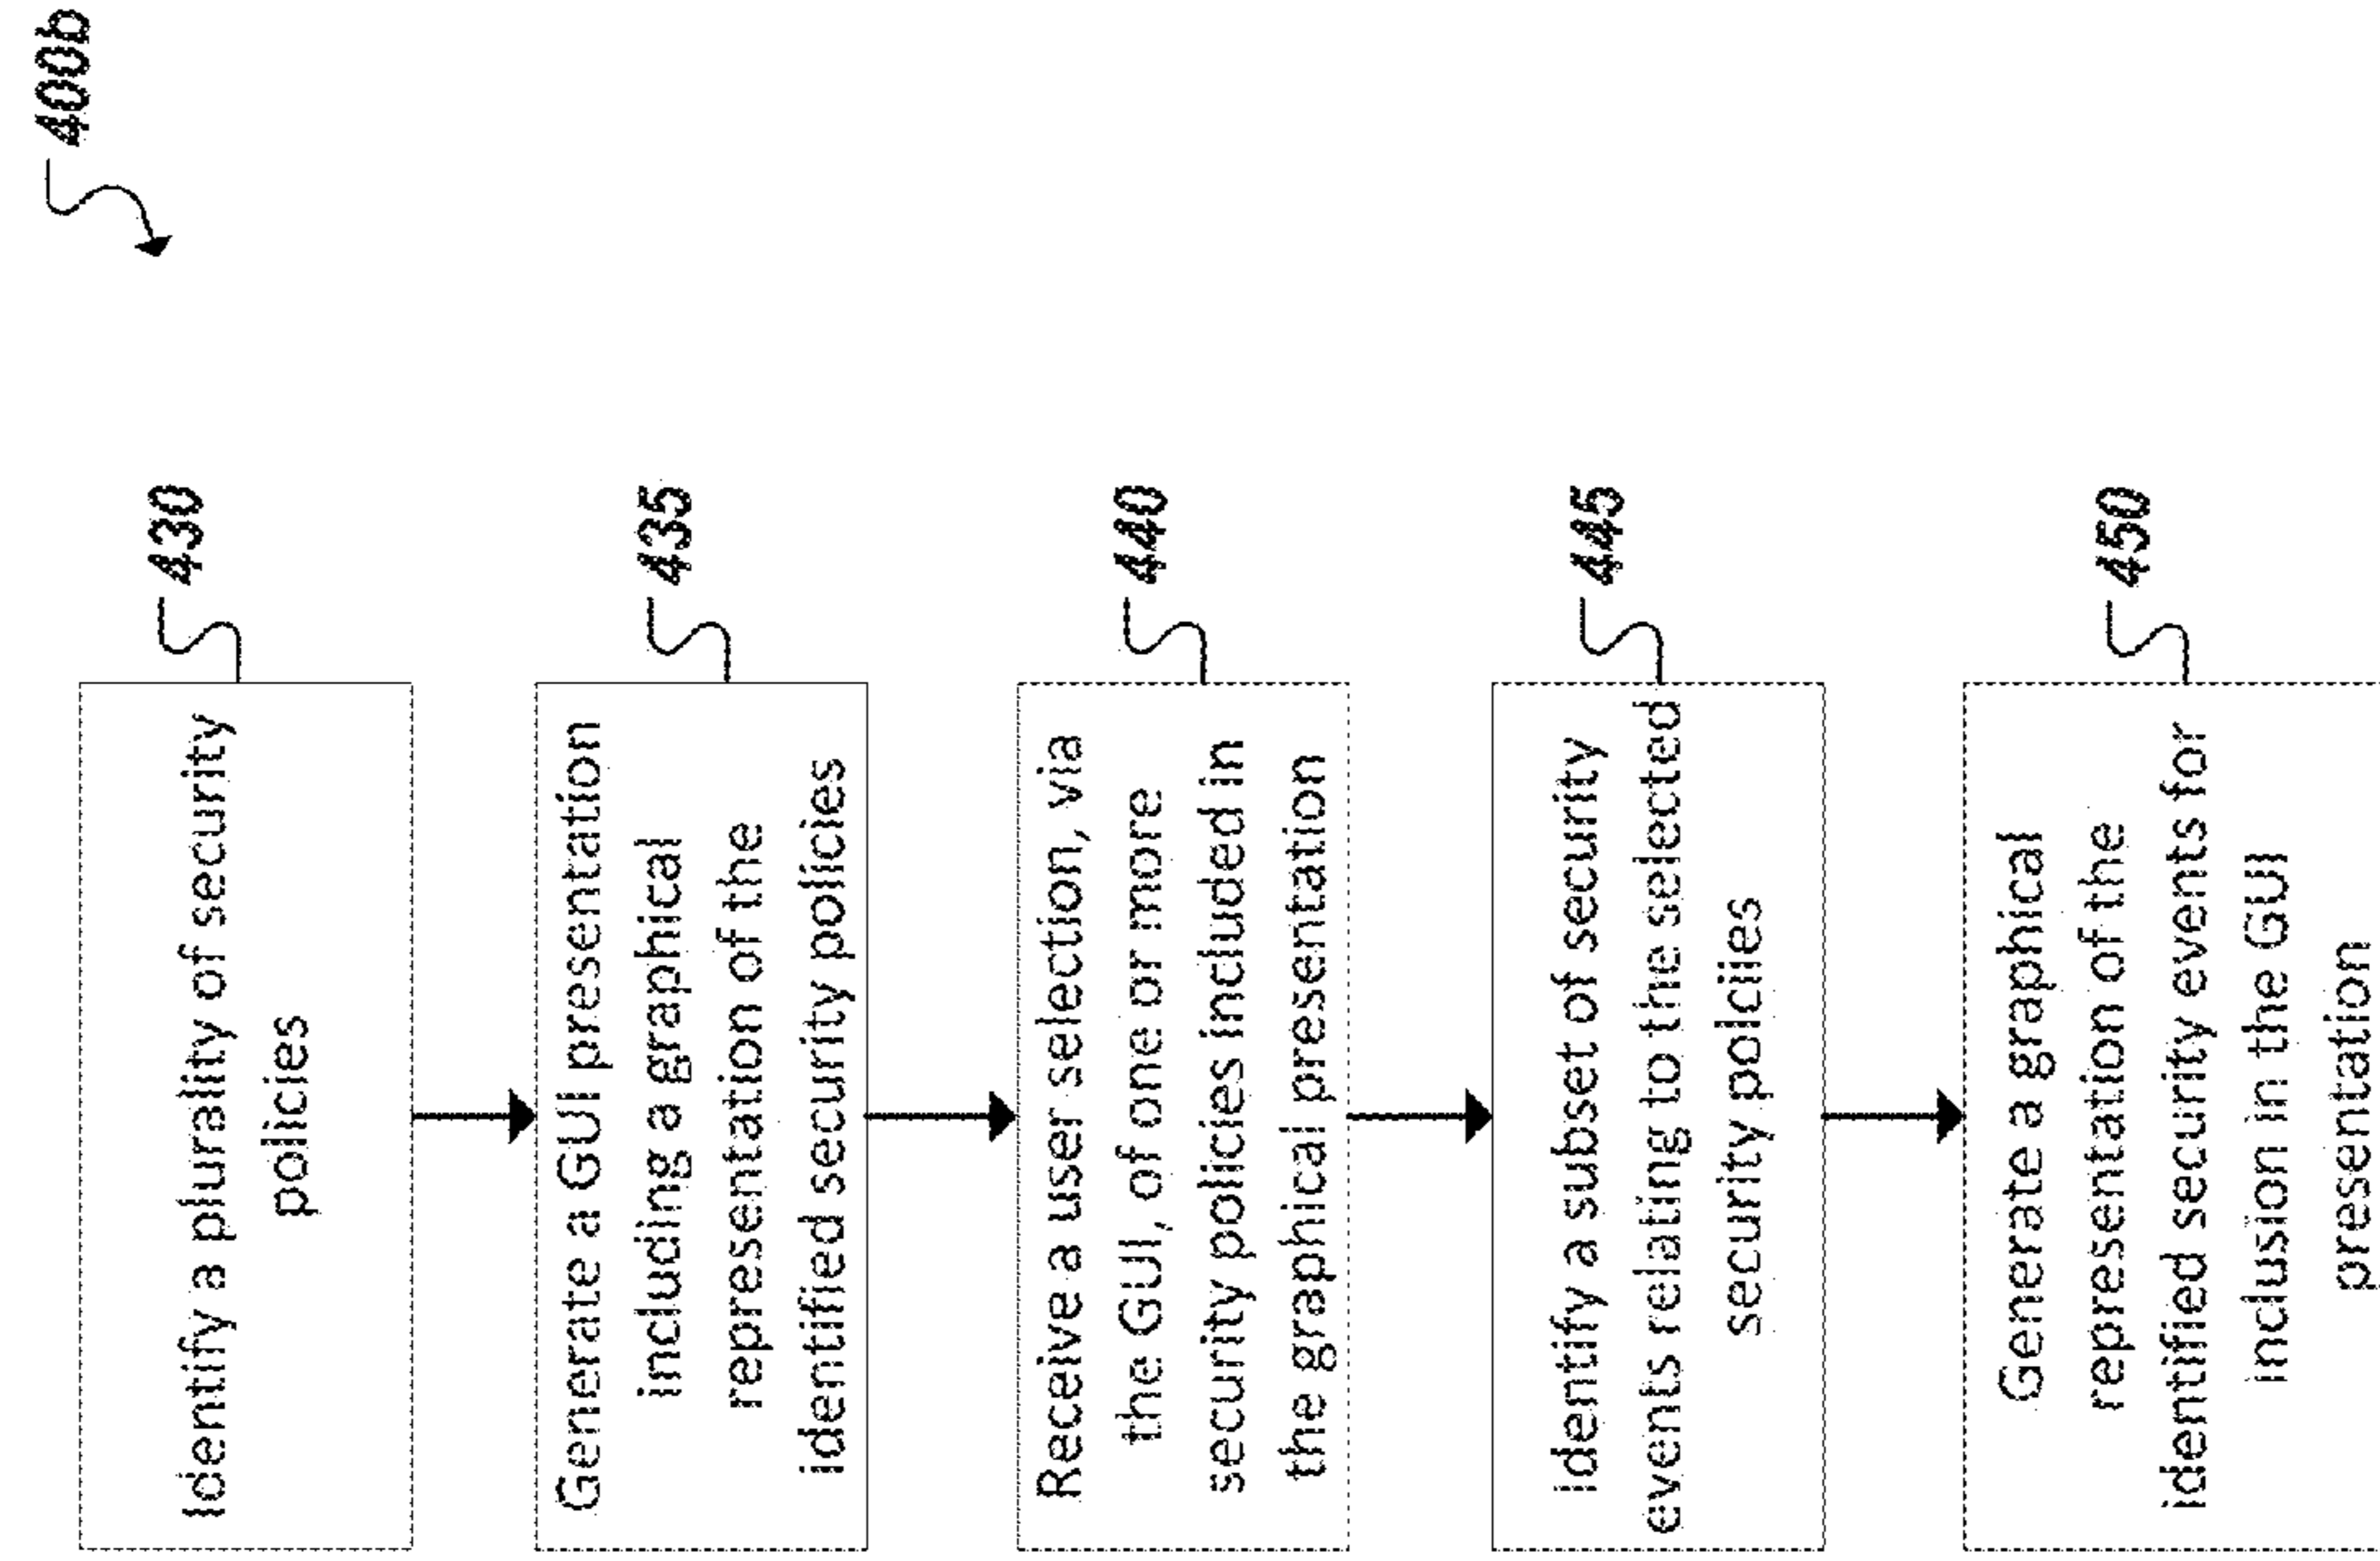 400b
Identify a plurality of security
policies
430
Generate a GUI presentation
including a graphical
representation of the
identified security policies
435
Receive a user selection, via
the GUI, of one or more
security policies included in
the graphical presentation
440
Identify a subset of security
events relating to the selected
security polciies
445
Generate a graphical
representation of the
identified security events for
inclusion in the GUI
presentation
450